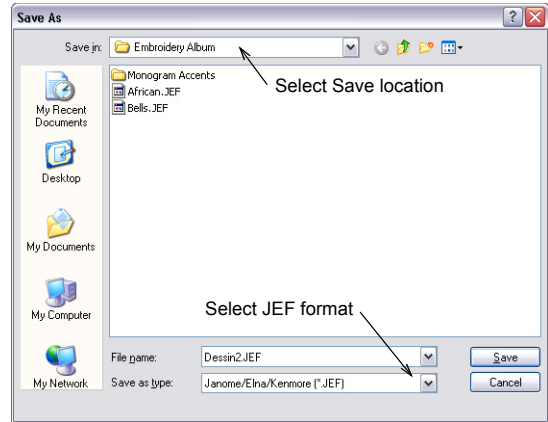 Save As
Save in: Embroidery Album
Select Save location
Monogram Accents
African.JEF
Bells.JEF
My Recent
Documents
Desktop
My Documents
My Computer
My Network
Select JEF format
File name: Dessin2.JEF Save
Save as type: Janome/Elna/Kenmore (*.JEF) Cancel